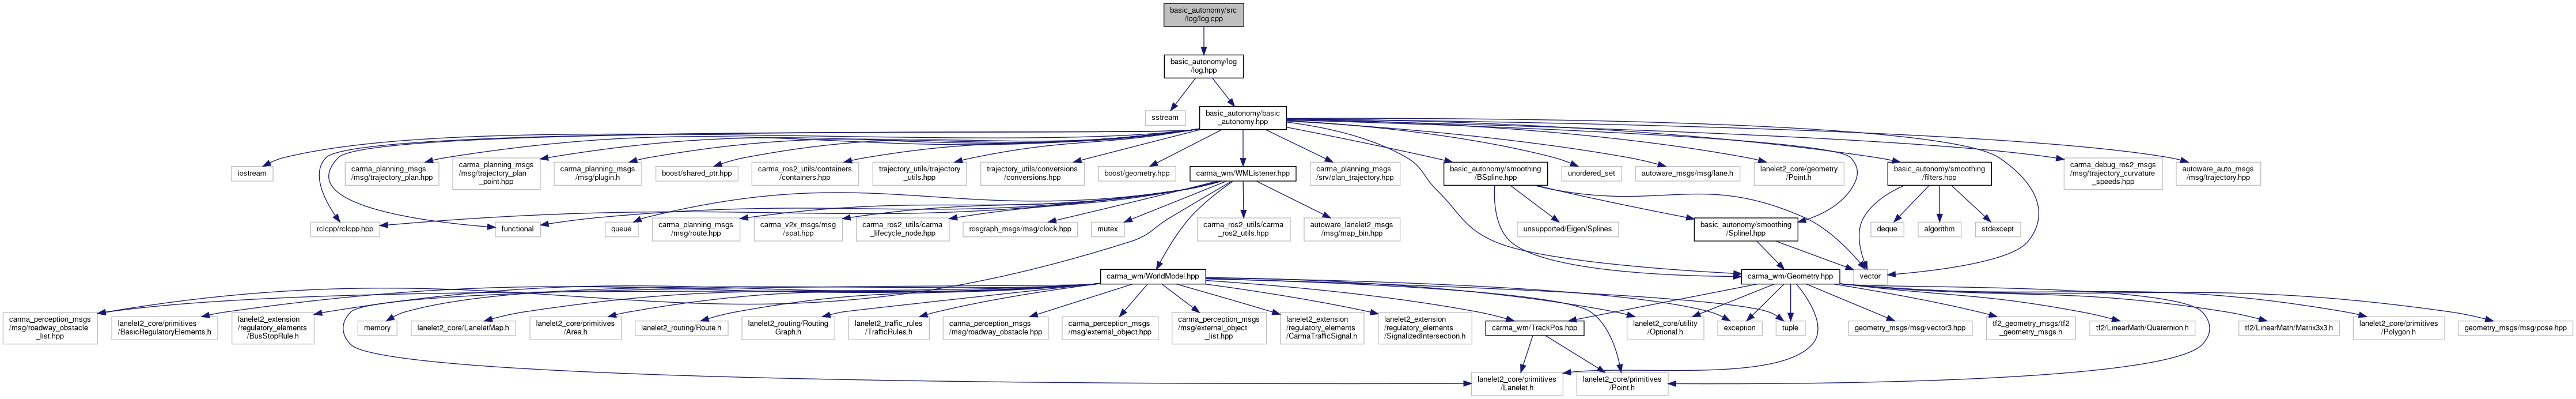 basic_autonomy/src
/log/log.cpp
basic_autonomy/log
/log.hpp
sstream
basic_autonomy/basic
_autonomy.hpp
iostream
carma_planning_msgs
/msg/trajectory_plan.hpp
carma_planning_msgs
/msg/trajectory_plan
_point.hpp
carma_planning_msgs
/msg/plugin.h
boost/shared_ptr.hpp
carma_ros2_utils/containers
/containers.hpp
trajectory_utils/trajectory
_utils.hpp
trajectory_utils/conversions
/conversions.hpp
boost/geometry.hpp
carma_wm/WMListener.hpp
carma_planning_msgs
/srv/plan_trajectory.hpp
basic_autonomy/smoothing
/BSpline.hpp
unordered_set
autoware_msgs/msg/lane.h
lanelet2_core/geometry
/Point.h
basic_autonomy/smoothing
/filters.hpp
carma_debug_ros2_msgs
/msg/trajectory_curvature
_speeds.hpp
autoware_auto_msgs
/msg/trajectory.hpp
rclcpp/rclcpp.hpp
functional
queue
carma_planning_msgs
/msg/route.hpp
carma_v2x_msgs/msg
/spat.hpp
carma_ros2_utils/carma
_lifecycle_node.hpp
rosgraph_msgs/msg/clock.hpp
mutex
carma_ros2_utils/carma
_ros2_utils.hpp
autoware_lanelet2_msgs
/msg/map_bin.hpp
unsupported/Eigen/Splines
basic_autonomy/smoothing
/SplineI.hpp
deque
algorithm
stdexcept
carma_wm/WorldModel.hpp
carma_wm/Geometry.hpp
vector
carma_perception_msgs
/msg/roadway_obstacle
_list.hpp
lanelet2_core/primitives
/BasicRegulatoryElements.h
lanelet2_extension
/regulatory_elements
/BusStopRule.h
memory
lanelet2_core/LaneletMap.h
lanelet2_core/primitives
/Area.h
lanelet2_routing/Route.h
lanelet2_routing/Routing
Graph.h
lanelet2_traffic_rules
/TrafficRules.h
carma_perception_msgs
/msg/roadway_obstacle.hpp
carma_perception_msgs
/msg/external_object.hpp
carma_perception_msgs
/msg/external_object
_list.hpp
lanelet2_extension
/regulatory_elements
/CarmaTrafficSignal.h
lanelet2_extension
/regulatory_elements
/SignalizedIntersection.h
carma_wm/TrackPos.hpp
lanelet2_core/utility
/Optional.h
exception
tuple
geometry_msgs/msg/vector3.hpp
tf2_geometry_msgs/tf2
_geometry_msgs.h
tf2/LinearMath/Quaternion.h
tf2/LinearMath/Matrix3x3.h
lanelet2_core/primitives
/Polygon.h
geometry_msgs/msg/pose.hpp
lanelet2_core/primitives
/Lanelet.h
lanelet2_core/primitives
/Point.h